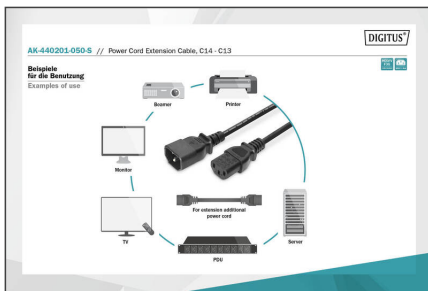 DIGITUS®
AK-440201-050-S // Power Cord Extension Cable, C14 - C13
Beispiele
für die Benutzung
Examples of use
Beamer
Printer
Monitor
For extension additional
power cord
TV
Server
PDU